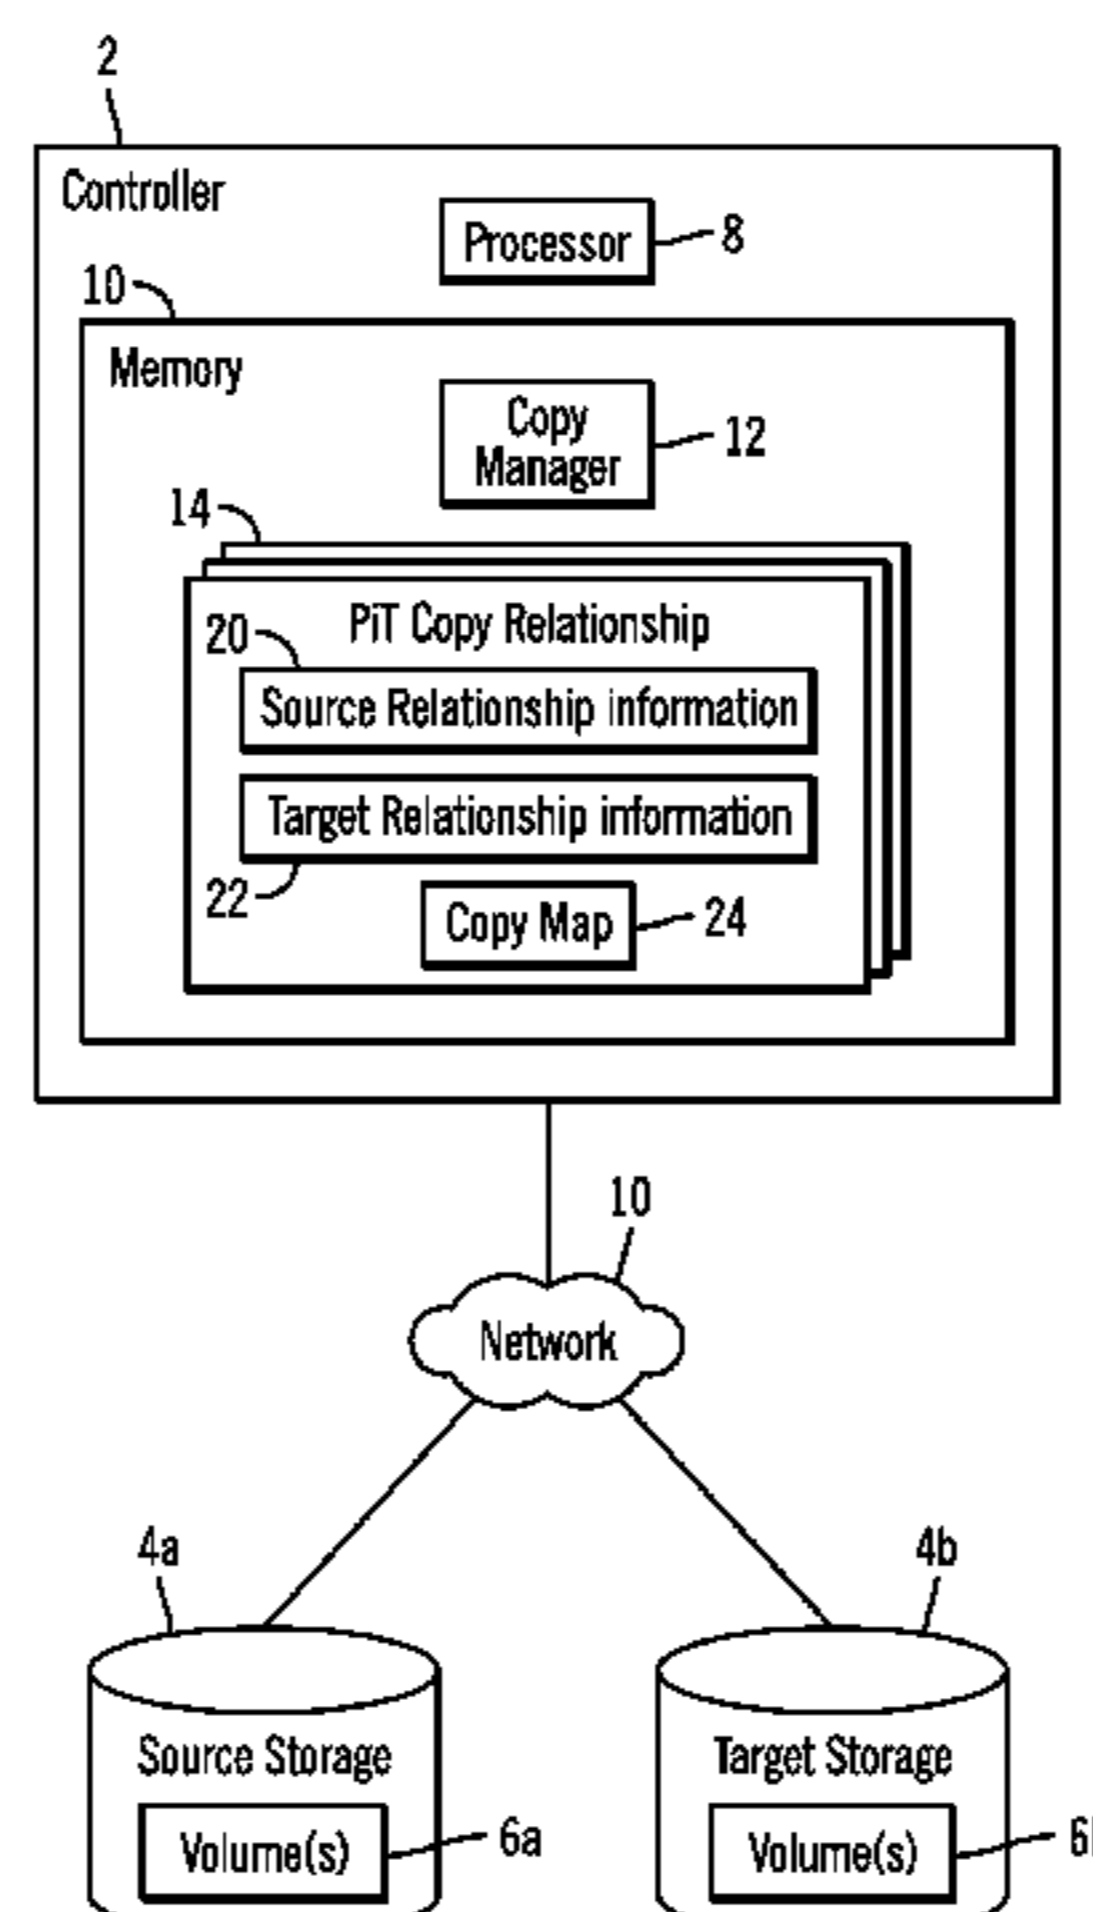 2
Controller
Processor
8
10
Memory
Copy
Manager
12
14
PiT Copy Relationship
20
Source Relationship information
Target Relationship information
22
Copy Map
24
10
Network
4a
4b
Source Storage
Target Storage
Volume(s)
6a
Volume(s)